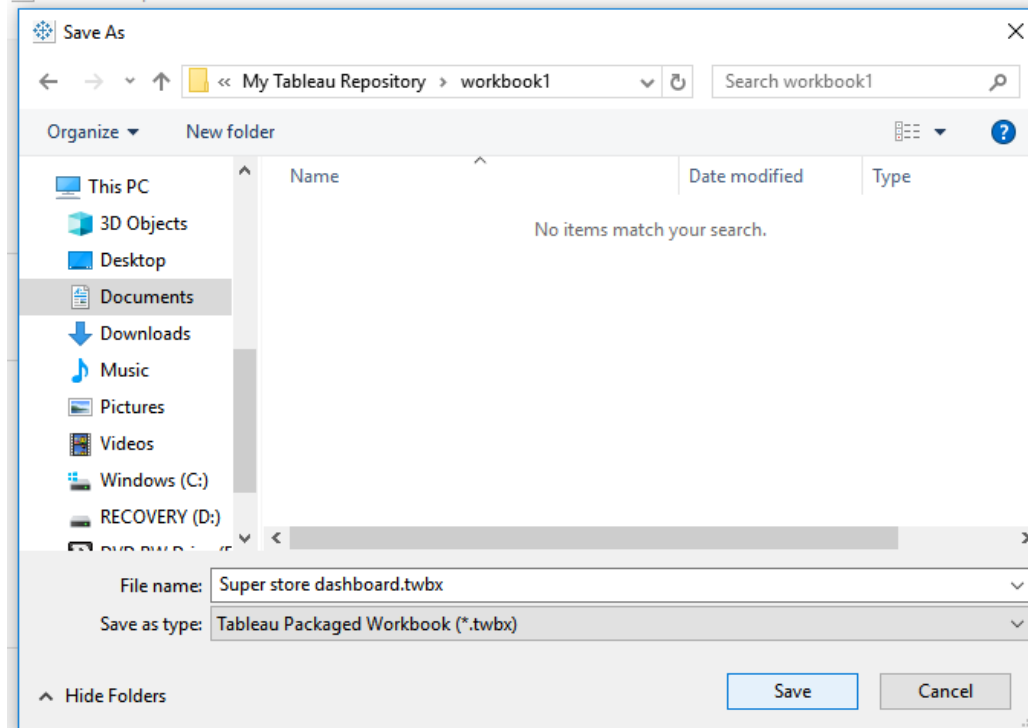 Save As
« My Tableau Repository > workbook1
Search workbook1
Organize
New folder
Name
Date modified
Type
No items match your search.
This PC
3D Objects
Desktop
Documents
Downloads
Music
Pictures
Videos
Windows (C:)
RECOVERY (D:)
File name: Super store dashboard.twbx
Save as type: Tableau Packaged Workbook (*.twbx)
Hide Folders
Save
Cancel